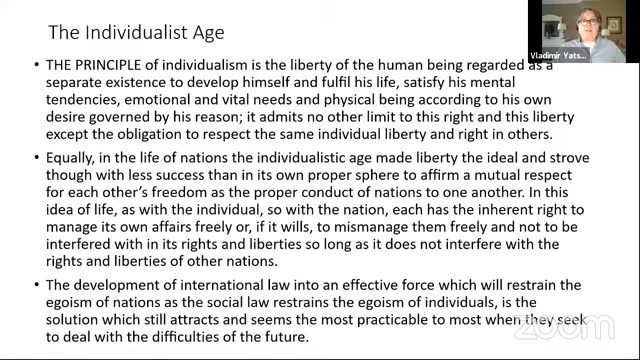 The Individualist Age
Vladimir Yats...
• THE PRINCIPLE of individualism is the liberty of the human being regarded as a
separate existence to develop himself and fulfil his life, satisfy his mental
tendencies, emotional and vital needs and physical being according to his own
desire governed by his reason; it admits no other limit to this right and this liberty
except the obligation to respect the same individual liberty and right in others.
• Equally, in the life of nations the individualistic age made liberty the ideal and strove
though with less success than in its own proper sphere to affirm a mutual respect
for each other's freedom as the proper conduct of nations to one another. In this
idea of life, as with the individual, so with the nation, each has the inherent right to
manage its own affairs freely or, if it wills, to mismanage them freely and not to be
interfered with in its rights and liberties so long as it does not interfere with the
rights and liberties of other nations.
• The development of international law into an effective force which will restrain the
egoism of nations as the social law restrains the egoism of individuals, is the
solution which still attracts and seems the most practicable to most when they seek
to deal with the difficulties of the future.
zoom